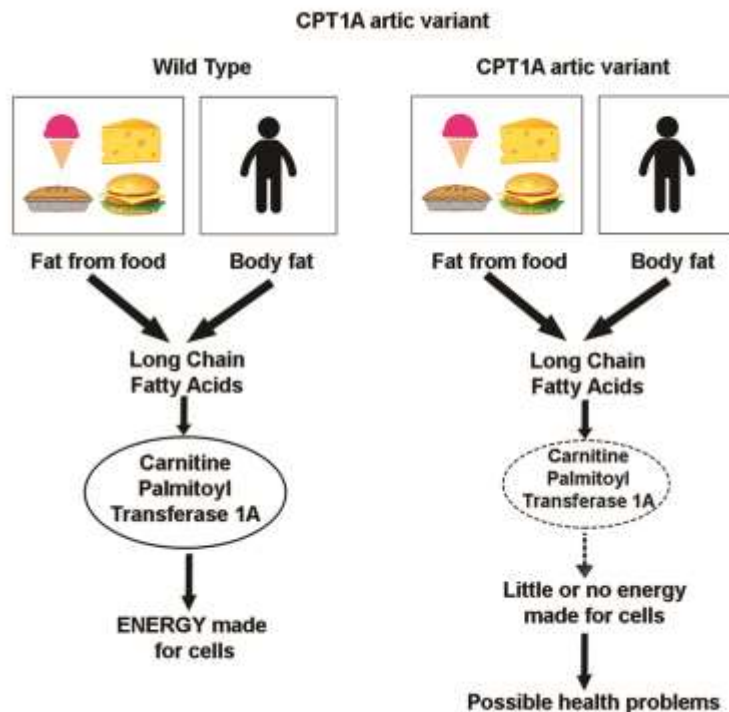 CPT1A artic variant
Wild Type
Fat from food
Body fat
Long Chain
Fatty Acids
Carnitine
Palmitoyl
Transferase 1A
ENERGY made
for cells
CPT1A artic variant
Fat from food
Body fat
Long Chain
Fatty Acids
Carnitine
Palmitoyl
Transferase 1A
Little or no energy
made for cells
Possible health problems